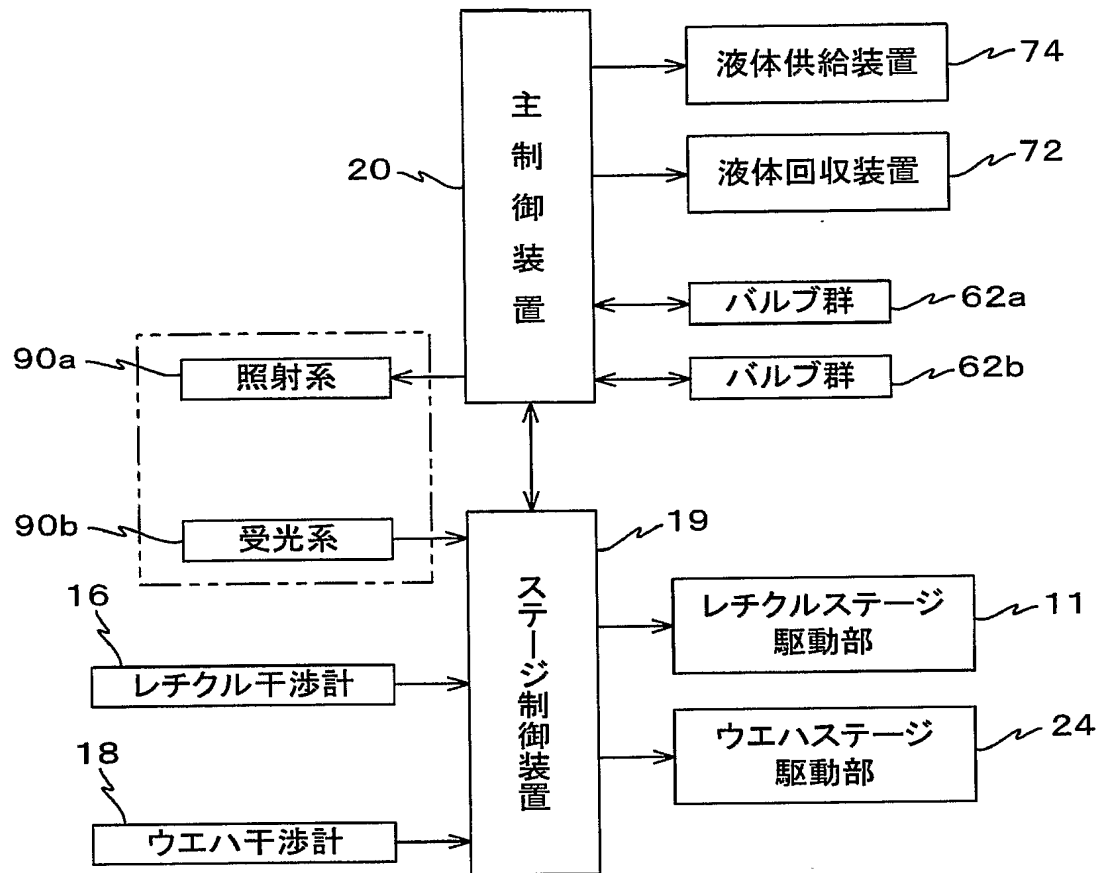 主制御装置
20
液体供給装置
74
液体回収装置
72
バルブ群
62a
バルブ群
62b
90a
照射系
90b
受光系
19
ステージ制御装置
16
レチクル干渉計
18
ウエハ干渉計
レチクルステージ
駆動部
11
ウエハステージ
駆動部
24